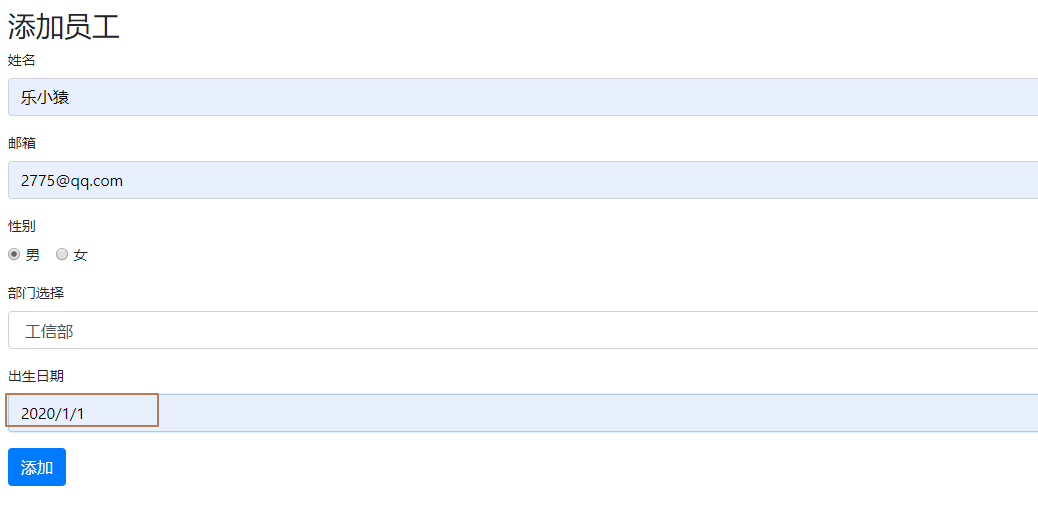 添加员工
姓名
乐小猿
邮箱
2775@qq.com
性别
男 女
部门选择
工信部
出生日期
2020/1/1
添加